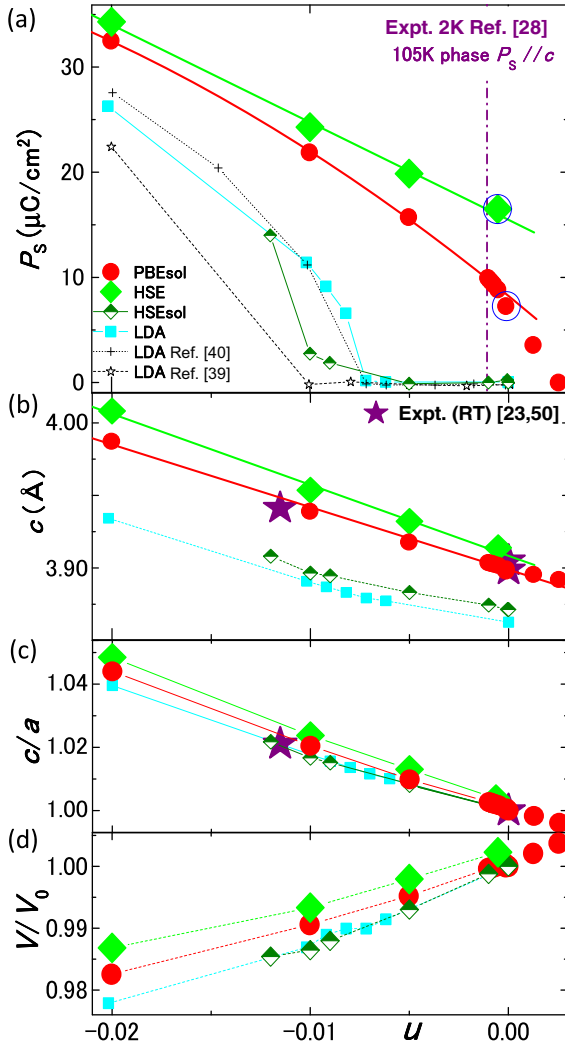 (a)
Expt. 2K Ref. [28]
105K phase P_S //c
30
20
10
0
P_S (μC/cm²)
PBEsol
HSE
HSEsol
LDA
LDA Ref. [40]
LDA Ref. [39]
(b)
Expt. (RT) [23,50]
4.00
3.90
c (Å)
(c)
1.04
1.02
1.00
c/a
(d)
1.00
0.99
0.98
V/V₀
−0.02
−0.01
u
0.00